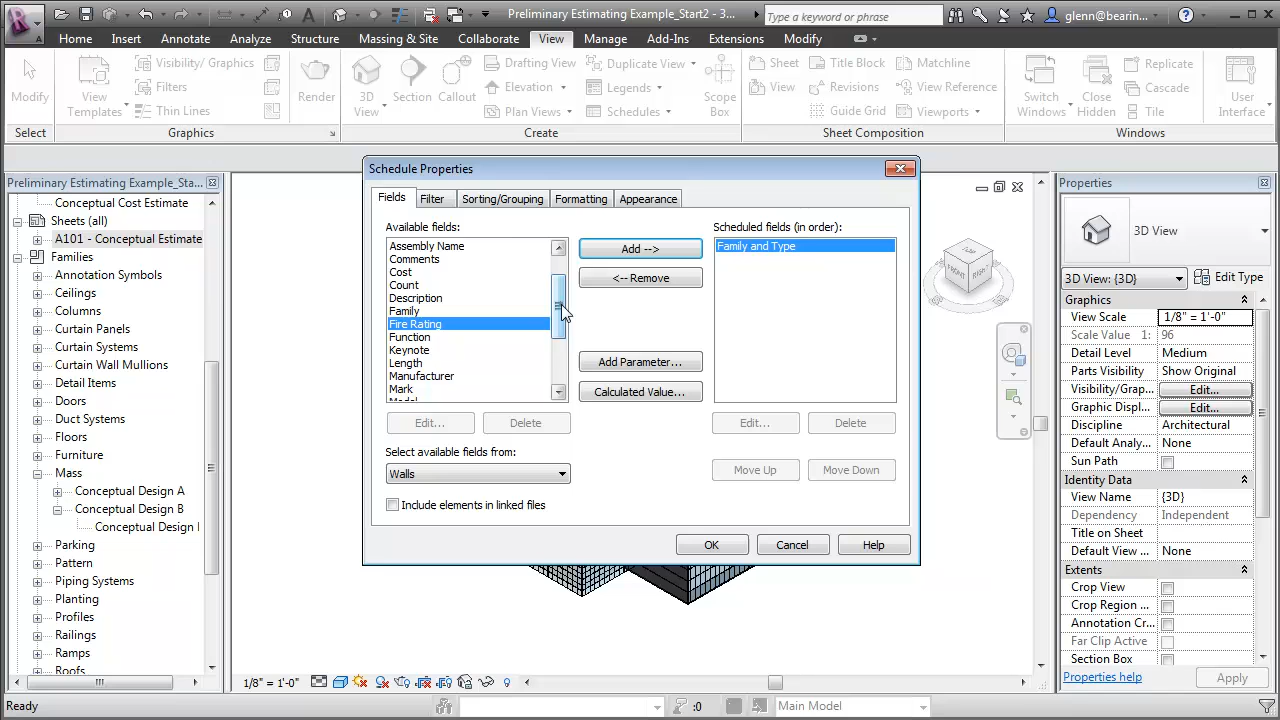 Preliminary Estimating Example_Start2 - 3...
Type a keyword or phrase
glenn@bearin...
Home Insert Annotate Analyze Structure Massing & Site Collaborate View Manage Add-Ins Extensions Modify
Modify
View Templates
Visibility/ Graphics
Filters
Thin Lines
Render
3D View
Section
Callout
Drafting View
Elevation
Plan Views
Duplicate View
Legends
Schedules
Scope Box
Sheet
View
Title Block
Revisions
Guide Grid
Matchline
View Reference
Viewports
Switch Windows
Close Hidden
Replicate
Cascade
Tile
User Interface
Select Graphics Create Sheet Composition Windows
Preliminary Estimating Example_Sta...
Conceptual Cost Estimate
Sheets (all)
A101 - Conceptual Estimate
Families
Annotation Symbols
Ceilings
Columns
Curtain Panels
Curtain Systems
Curtain Wall Mullions
Detail Items
Doors
Duct Systems
Floors
Furniture
Mass
Conceptual Design A
Conceptual Design B
Conceptual Design
Parking
Pattern
Piping Systems
Planting
Profiles
Railings
Ramps
Roofs
Schedule Properties
Fields Filter Sorting/Grouping Formatting Appearance
Available fields:
Assembly Name
Comments
Cost
Count
Description
Family
Fire Rating
Function
Keynote
Length
Manufacturer
Mark
Model
Add -->
<-- Remove
Add Parameter...
Calculated Value...
Scheduled fields (in order):
Family and Type
Edit... Delete
Edit... Delete
Select available fields from:
Walls
Move Up Move Down
Include elements in linked files
OK Cancel Help
FRONT RIGHT
Properties
3D View
3D View: {3D} Edit Type
Graphics
View Scale 1/8" = 1'-0"
Scale Value 1: 96
Detail Level Medium
Parts Visibility Show Original
Visibility/Grap... Edit...
Graphic Displ... Edit...
Discipline Architectural
Default Analy... None
Sun Path
Identity Data
View Name {3D}
Dependency Independent
Title on Sheet
Default View ... None
Extents
Crop View
Crop Region ...
Annotation Cr...
Far Clip Active
Section Box
Properties help Apply
1/8" = 1'-0"
Ready
:0
Main Model